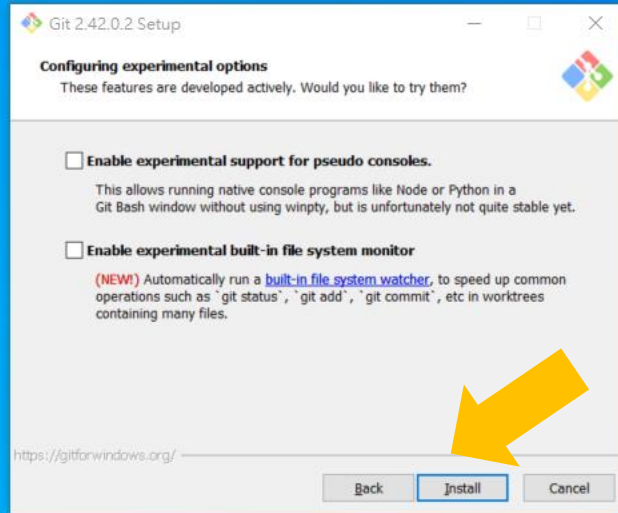 Git 2.42.0.2 Setup
Configuring experimental options
These features are developed actively. Would you like to try them?
Enable experimental support for pseudo consoles.
This allows running native console programs like Node or Python in a
Git Bash window without using winpty, but is unfortunately not quite stable yet.
Enable experimental built-in file system monitor
(NEW!) Automatically run a built-in file system watcher, to speed up common
operations such as `git status`, `git add`, `git commit`, etc in worktrees
containing many files.
https://gitforwindows.org/
Back Install Cancel